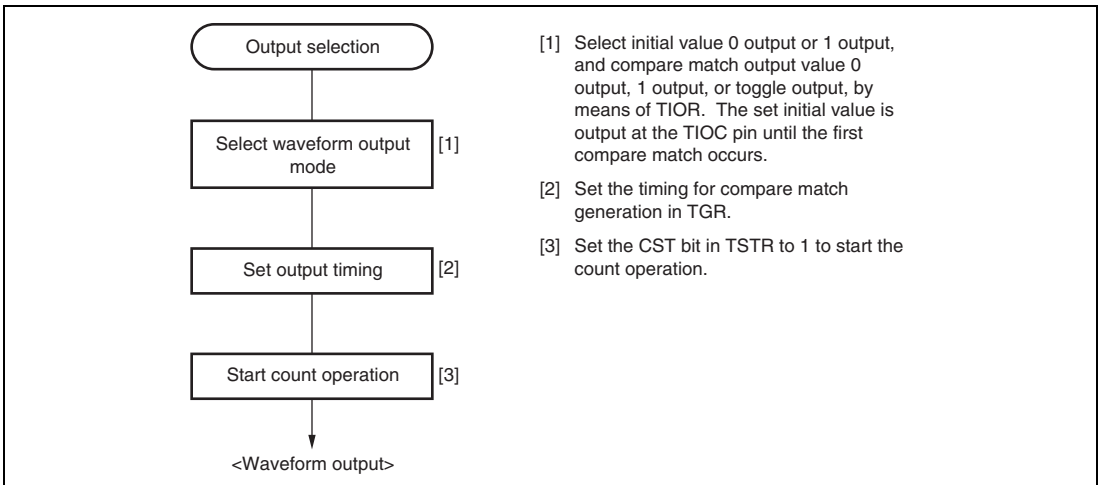 Output selection
Select waveform output
mode
[1]
Set output timing
[2]
Start count operation
[3]
<Waveform output>
[1] Select initial value 0 output or 1 output,
and compare match output value 0
output, 1 output, or toggle output, by
means of TIOR. The set initial value is
output at the TIOC pin until the first
compare match occurs.
[2] Set the timing for compare match
generation in TGR.
[3] Set the CST bit in TSTR to 1 to start the
count operation.